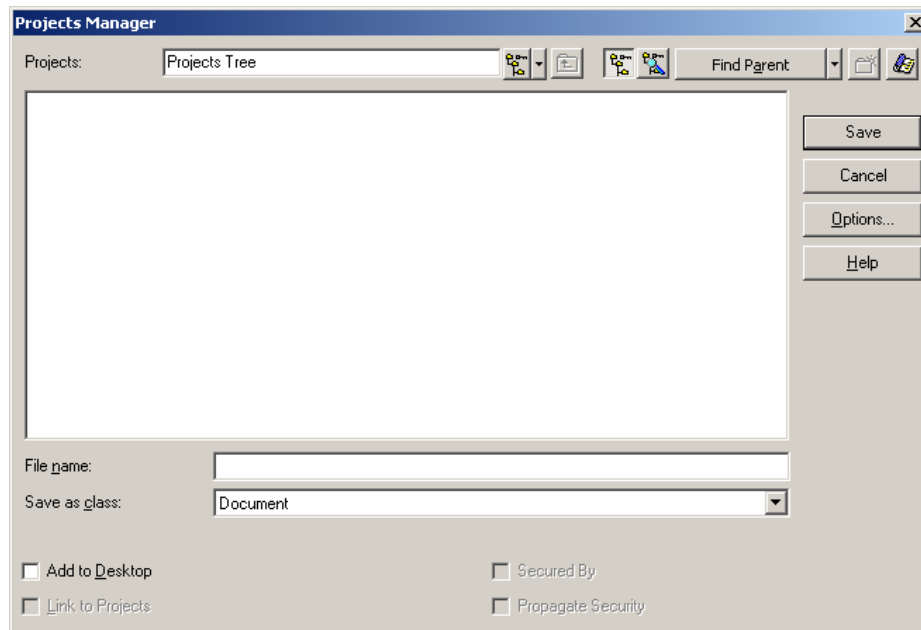 Projects Manager
Projects: Projects Tree Find Parent
Save
Cancel
Options...
Help
File name:
Save as class: Document
Add to Desktop Secured By
Link to Projects Propagate Security